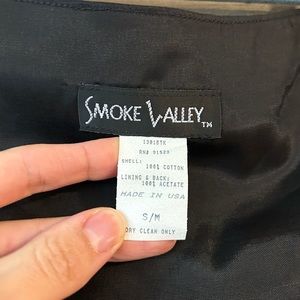 SMOKE VALLEY™
SHELL:
100% COTTON
LINING & BACK:
100% ACETATE
MADE IN USA
S/M
DRY CLEAN ONLY